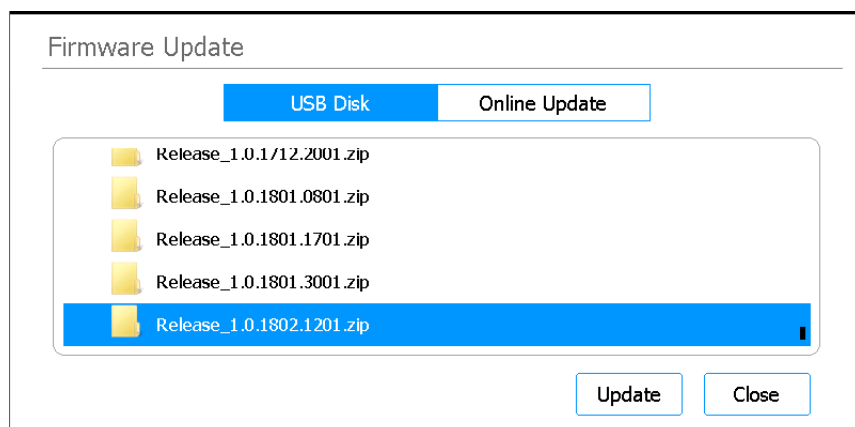 Firmware Update
USB Disk
Online Update
Release_1.0.1712.2001.zip
Release_1.0.1801.0801.zip
Release_1.0.1801.1701.zip
Release_1.0.1801.3001.zip
Release_1.0.1802.1201.zip
Update
Close